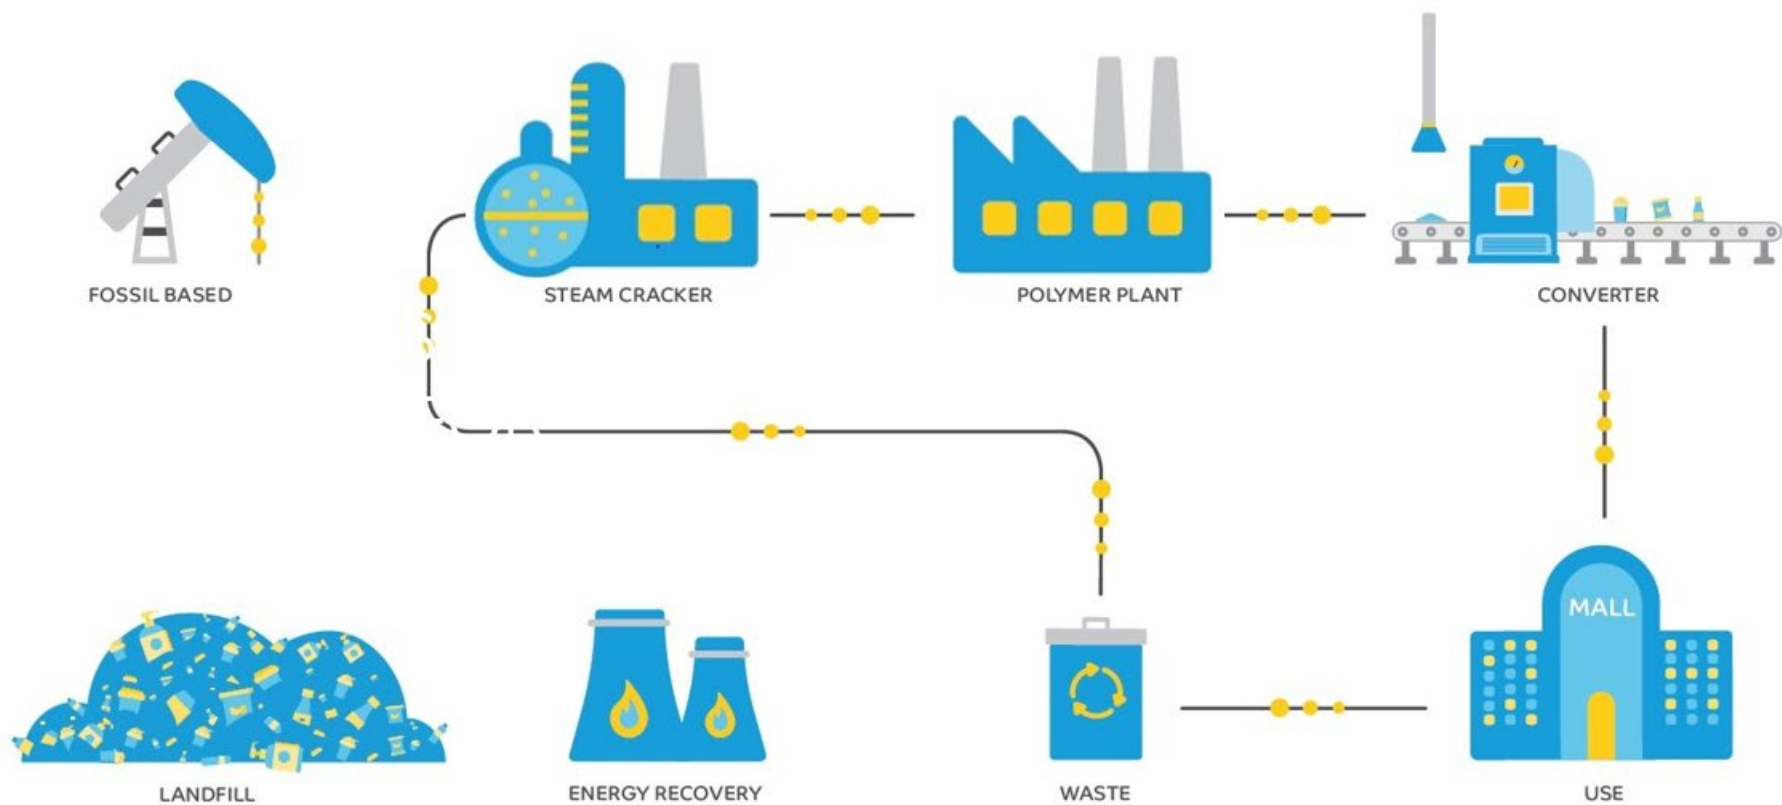 FOSSIL BASED
STEAM CRACKER
POLYMER PLANT
CONVERTER
MALL
LANDFILL
ENERGY RECOVERY
WASTE
USE